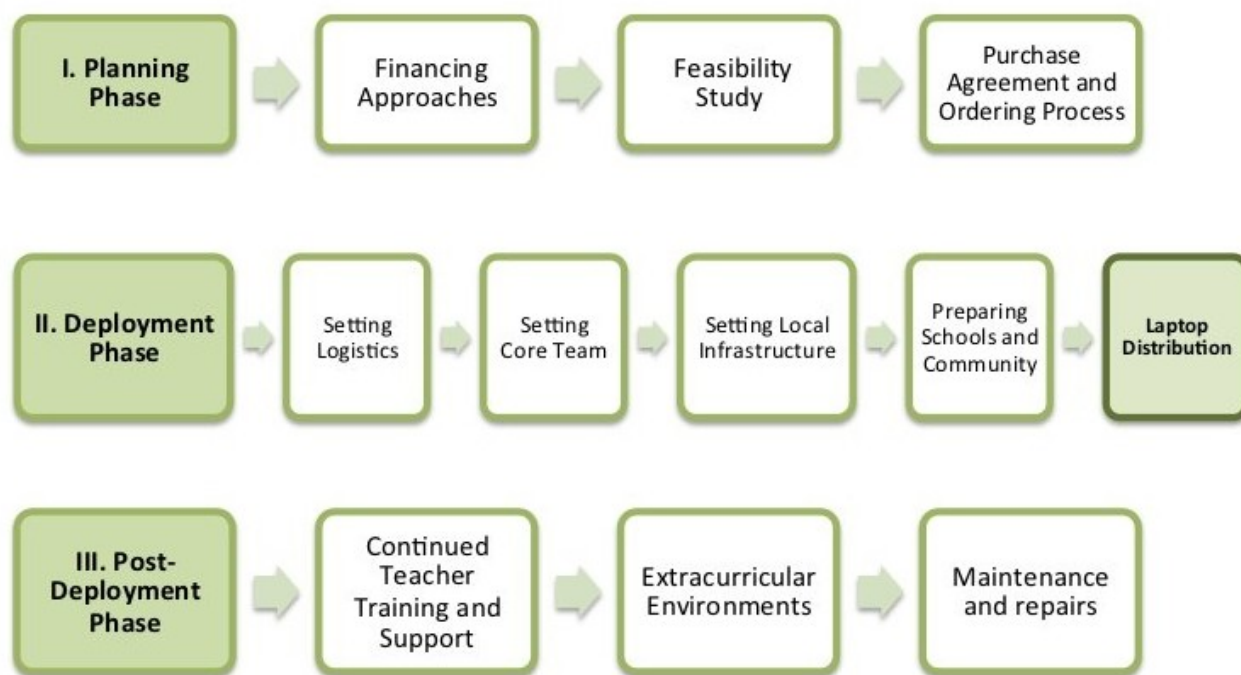 I. Planning
Phase
Financing
Approaches
Feasibility
Study
Purchase
Agreement and
Ordering Process
II. Deployment
Phase
Setting
Logistics
Setting
Core Team
Setting Local
Infrastructure
Preparing
Schools and
Community
Laptop
Distribution
III. Post-
Deployment
Phase
Continued
Teacher
Training and
Support
Extracurricular
Environments
Maintenance
and repairs